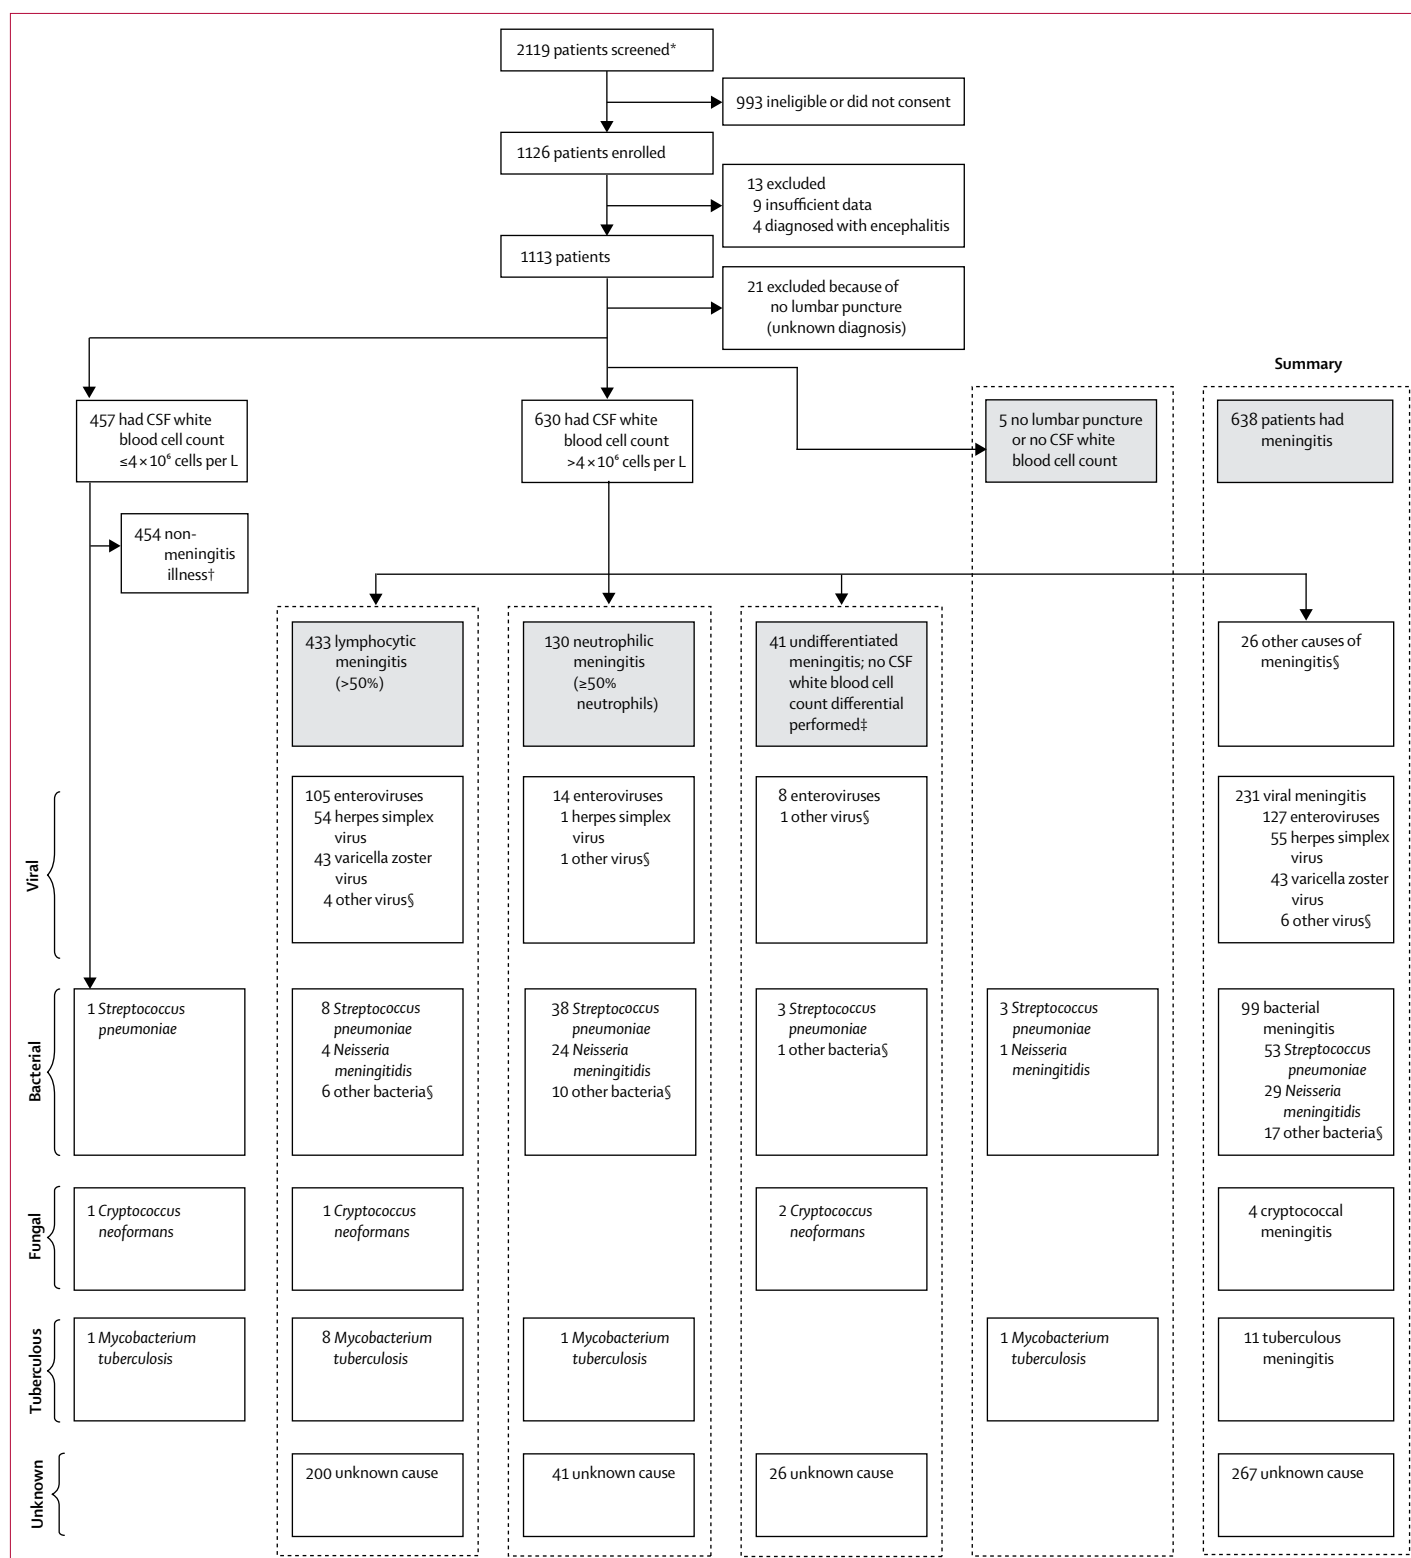 2119 patients screened*
993 ineligible or did not consent
1126 patients enrolled
13 excluded
9 insufficient data
4 diagnosed with encephalitis
1113 patients
21 excluded because of
no lumbar puncture
(unknown diagnosis)
Summary
457 had CSF white
blood cell count
≤4 × 10⁶ cells per L
630 had CSF white
blood cell count
>4 × 10⁶ cells per L
5 no lumbar puncture
or no CSF white
blood cell count
638 patients had
meningitis
454 non-
meningitis
illness†
433 lymphocytic
meningitis
(>50%)
130 neutrophilic
meningitis
(≥50%
neutrophils)
41 undifferentiated
meningitis; no CSF
white blood cell
count differential
performed‡
26 other causes of
meningitis§
Viral
105 enteroviruses
54 herpes simplex
virus
43 varicella zoster
virus
4 other virus§
14 enteroviruses
1 herpes simplex
virus
1 other virus§
8 enteroviruses
1 other virus§
231 viral meningitis
127 enteroviruses
55 herpes simplex
virus
43 varicella zoster
virus
6 other virus§
Bacterial
1 Streptococcus
pneumoniae
8 Streptococcus
pneumoniae
4 Neisseria
meningitidis
6 other bacteria§
38 Streptococcus
pneumoniae
24 Neisseria
meningitidis
10 other bacteria§
3 Streptococcus
pneumoniae
1 other bacteria§
3 Streptococcus
pneumoniae
1 Neisseria
meningitidis
99 bacterial
meningitis
53 Streptococcus
pneumoniae
29 Neisseria
meningitidis
17 other bacteria§
Fungal
1 Cryptococcus
neoformans
1 Cryptococcus
neoformans
2 Cryptococcus
neoformans
4 cryptococcal
meningitis
Tuberculous
1 Mycobacterium
tuberculosis
8 Mycobacterium
tuberculosis
1 Mycobacterium
tuberculosis
1 Mycobacterium
tuberculosis
11 tuberculous
meningitis
Unknown
200 unknown cause
41 unknown cause
26 unknown cause
267 unknown cause